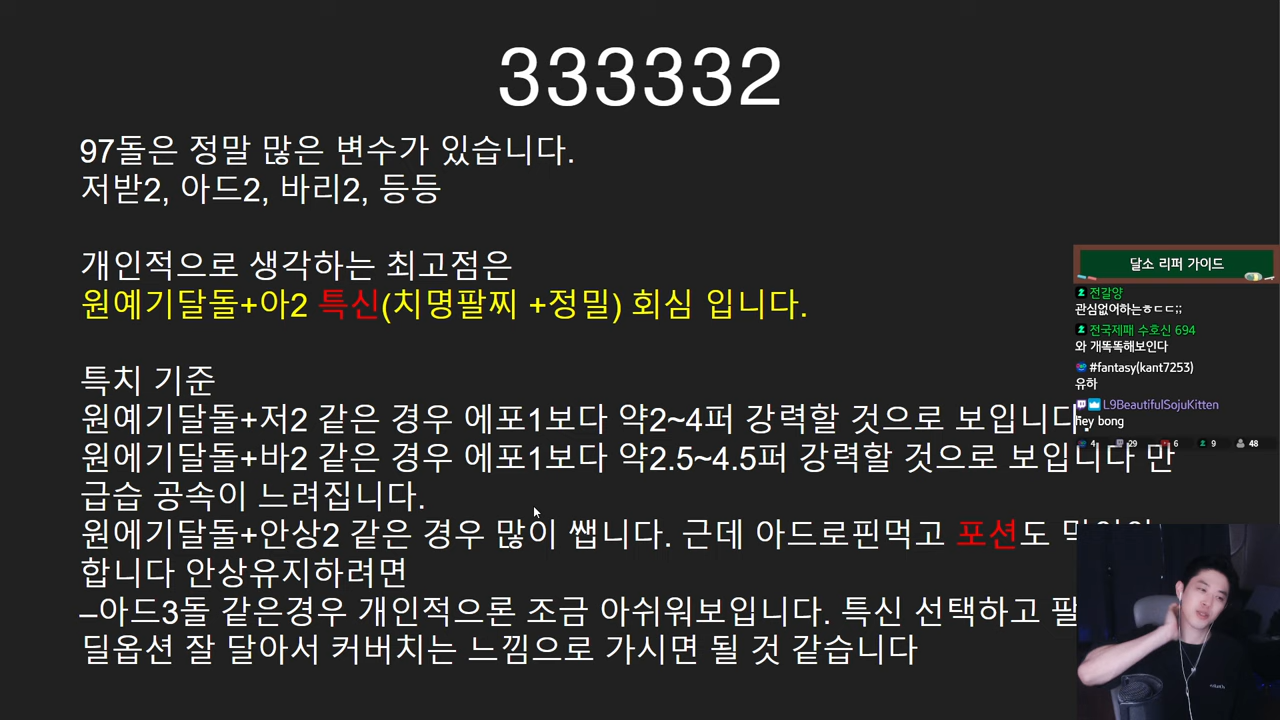 333332
97돌은 정말 많은 변수가 있습니다.
저받2, 아드2, 바리2, 등등
개인적으로 생각하는 최고점은
원예기달돌+아2 특신(치명팔찌 +정밀) 회심 입니다.
특치 기준
원예기달돌+저2 같은 경우 에포1보다 약2~4퍼 강력할 것으로 보입니다.
원예기달돌+바2 같은 경우 에포1보다 약2.5~4.5퍼 강력할 것으로 보입니다 만
급습 공속이 느려집니다.
원예기달돌+안상2 같은 경우 많이 쌥니다. 근데 아드로핀먹고 포션도
합니다 안상유지하려면
–아드3돌 같은경우 개인적으론 조금 아쉬워보입니다. 특신 선택하고 팔
딜옵션 잘 달아서 커버치는 느낌으로 가시면 될 것 같습니다
달소 리퍼 가이드
전갈양
관심없어하는ㅎㄷㄷ;;
전국제패 수호신 694
와 개똑똑해보인다
#fantasy(kant7253)
유하
L9BeautifulSojuKitten
hey bong
4 29 6 9 48